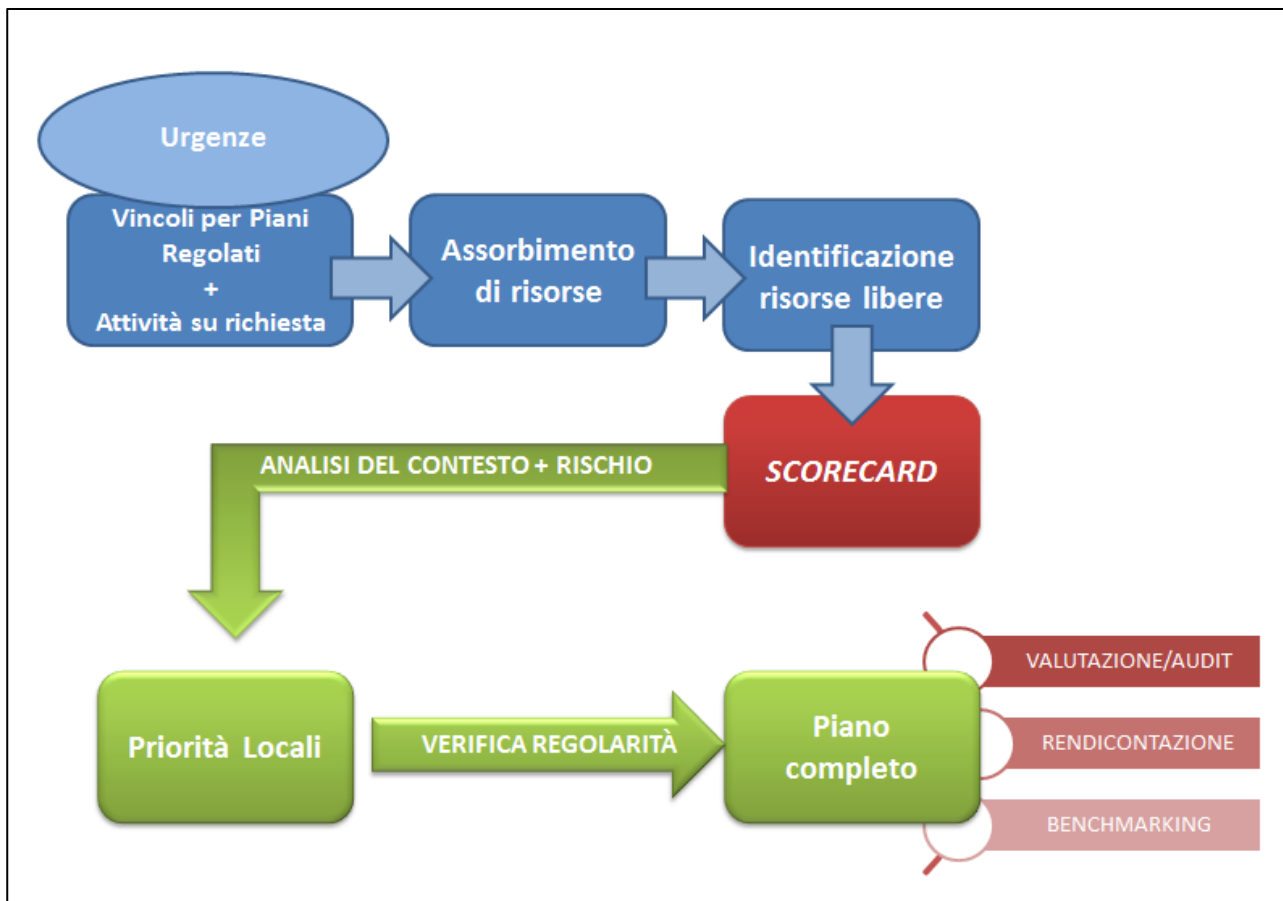 Urgenze
Vincoli per Piani
Regolati
+
Attività su richiesta
Assorbimento
di risorse
Identificazione
risorse libere
SCORECARD
ANALISI DEL CONTESTO + RISCHIO
Priorità Locali
VERIFICA REGOLARITÀ
Piano
completo
VALUTAZIONE/AUDIT
RENDICONTAZIONE
BENCHMARKING